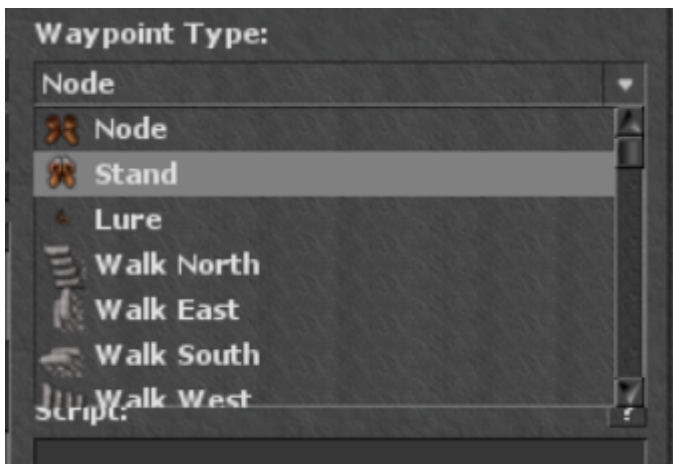 Waypoint Type:
Node
Node
Stand
Lure
Walk North
Walk East
Walk South
Walk West
Script:
?